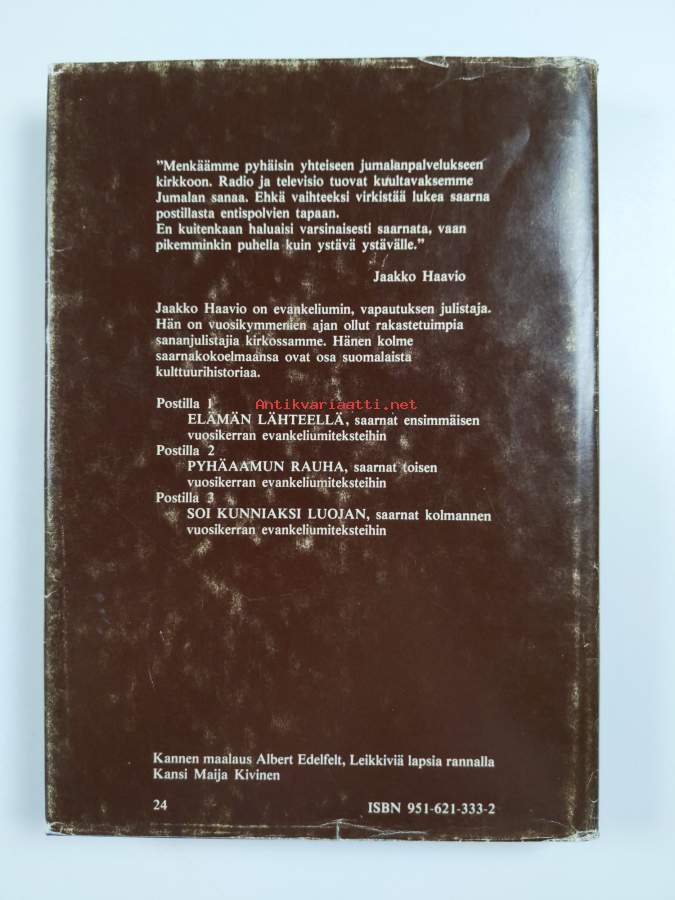 "Menkäämme pyhäisin yhteiseen jumalanpalvelukseen
kirkkoon. Radio ja televisio tuovat kuultavaksemme
Jumalan sanaa. Ehkä vaihteeksi virkistää lukea saarna
postillasta entispolvien tapaan.
En kuitenkaan haluaisi varsinaisesti saarnata, vaan
pikemminkin puhella kuin ystävä ystävälle."
Jaakko Haavio
Jaakko Haavio on evankeliumin, vapautuksen julistaja.
Hän on vuosikymmenien ajan ollut rakastetuimpia
sananjulistajia kirkossamme. Hänen kolme
saarnakokoelmaansa ovat osa suomalaista
kulttuurihistoriaa.
Postilla 1
Antikvariaatti.net
ELÄMÄN LÄHTEELLÄ, saarnat ensimmäisen
vuosikerran evankeliumiteksteihin
Postilla 2
PYHÄAAMUN RAUHA, saarnat toisen
vuosikerran evankeliumiteksteihin
Postilla 3
SOI KUNNIAKSI LUOJAN, saarnat kolmannen
vuosikerran evankeliumiteksteihin
Kannen maalaus Albert Edelfelt, Leikkiviä lapsia rannalla
Kansi Maija Kivinen
24 ISBN 951-621-333-2